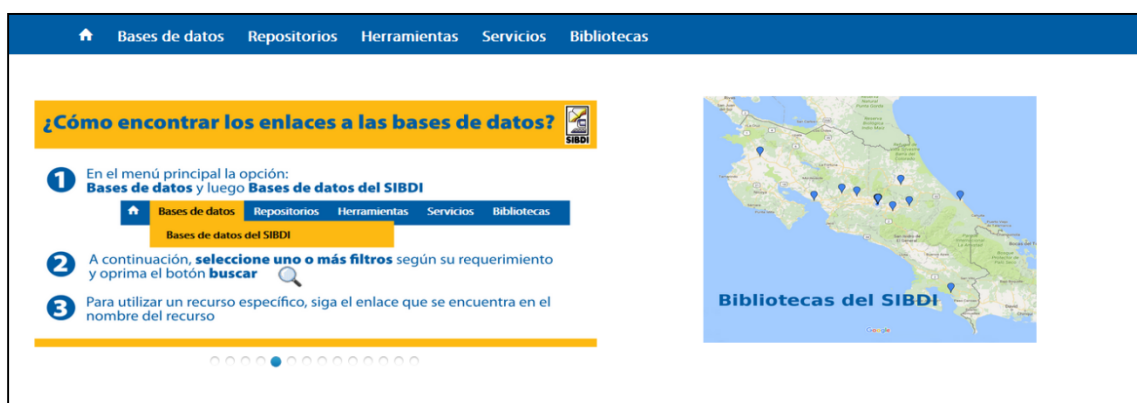 Bases de datos Repositorios Herramientas Servicios Bibliotecas
¿Cómo encontrar los enlaces a las bases de datos?
SIBDI
1 En el menú principal la opción:
Bases de datos y luego Bases de datos del SIBDI
Bases de datos Repositorios Herramientas Servicios Bibliotecas
Bases de datos del SIBDI
2 A continuación, seleccione uno o más filtros según su requerimiento
y oprima el botón buscar
3 Para utilizar un recurso específico, siga el enlace que se encuentra en el
nombre del recurso
Bibliotecas del SIBDI
Google